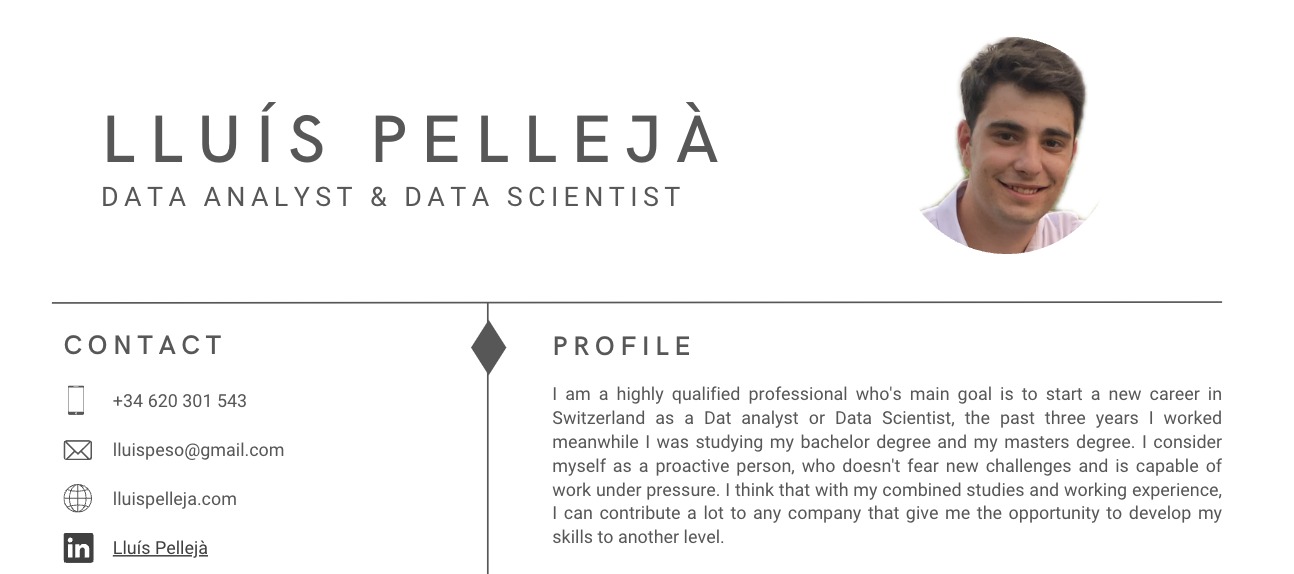 LLUÍS PELLEJÀ
DATA ANALYST & DATA SCIENTIST
CONTACT
+34 620 301 543
lluispeso@gmail.com
lluispelleja.com
in
Lluís Pellejà
PROFILE
I am a highly qualified professional who's main goal is to start a new career in
Switzerland as a Dat analyst or Data Scientist, the past three years I worked
meanwhile I was studying my bachelor degree and my masters degree. I consider
myself as a proactive person, who doesn't fear new challenges and is capable of
work under pressure. I think that with my combined studies and working experience,
I can contribute a lot to any company that give me the opportunity to develop my
skills to another level.